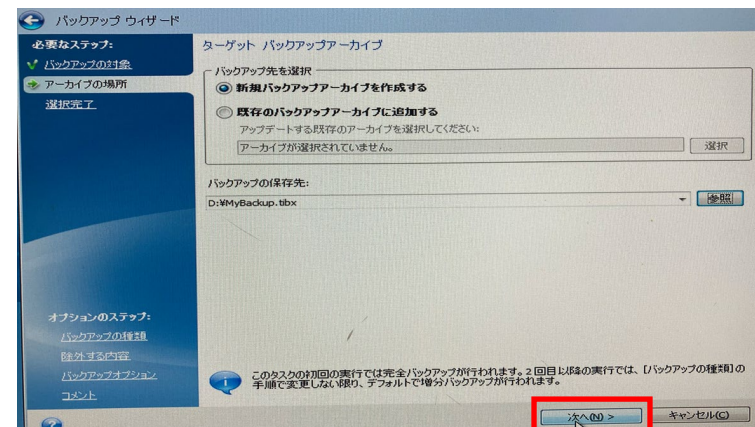 バックアップ ウィザード
必要なステップ:
バックアップの対象
アーカイブの場所
選択完了
ターゲット バックアップアーカイブ
バックアップ先を選択
新規バックアップアーカイブを作成する
既存のバックアップアーカイブに追加する
アップデートする既存のアーカイブを選択してください:
アーカイブが選択されていません。
選択
バックアップの保存先:
D:¥MyBackup.tibx
参照
オプションのステップ:
バックアップの種類
除外する内容
バックアップオプション
コメント
このタスクの初回の実行では完全バックアップが行われます。2 回目以降の実行では、[バックアップの種類]の
手順で変更しない限り、デフォルトで増分バックアップが行われます。
次へ(N) >
キャンセル(C)